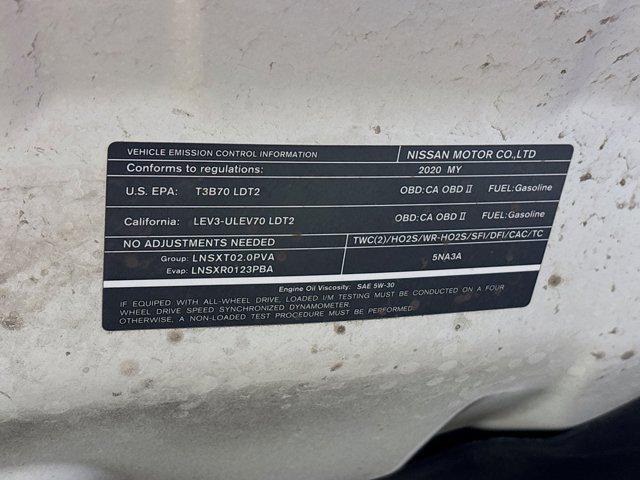 VEHICLE EMISSION CONTROL INFORMATION NISSAN MOTOR CO.,LTD
Conforms to regulations: 2020 MY
U.S. EPA: T3B70 LDT2 OBD:CA OBD II FUEL:Gasoline
California: LEV3-ULEV70 LDT2 OBD:CA OBD II FUEL:Gasoline
NO ADJUSTMENTS NEEDED TWC(2)/HO2S/WR-HO2S/SFI/DFI/CAC/TC
Group: LNSXT02.0PVA 5NA3A
Evap: LNSXR0123PBA
Engine Oil Viscosity: SAE 5W-30
IF EQUIPPED WITH ALL-WHEEL DRIVE, LOADED I/M TESTING MUST BE CONDUCTED ON A FOUR
WHEEL DRIVE SPEED SYNCHRONIZED DYNAMOMETER.
OTHERWISE, A NON-LOADED TEST PROCEDURE MUST BE PERFORMED.